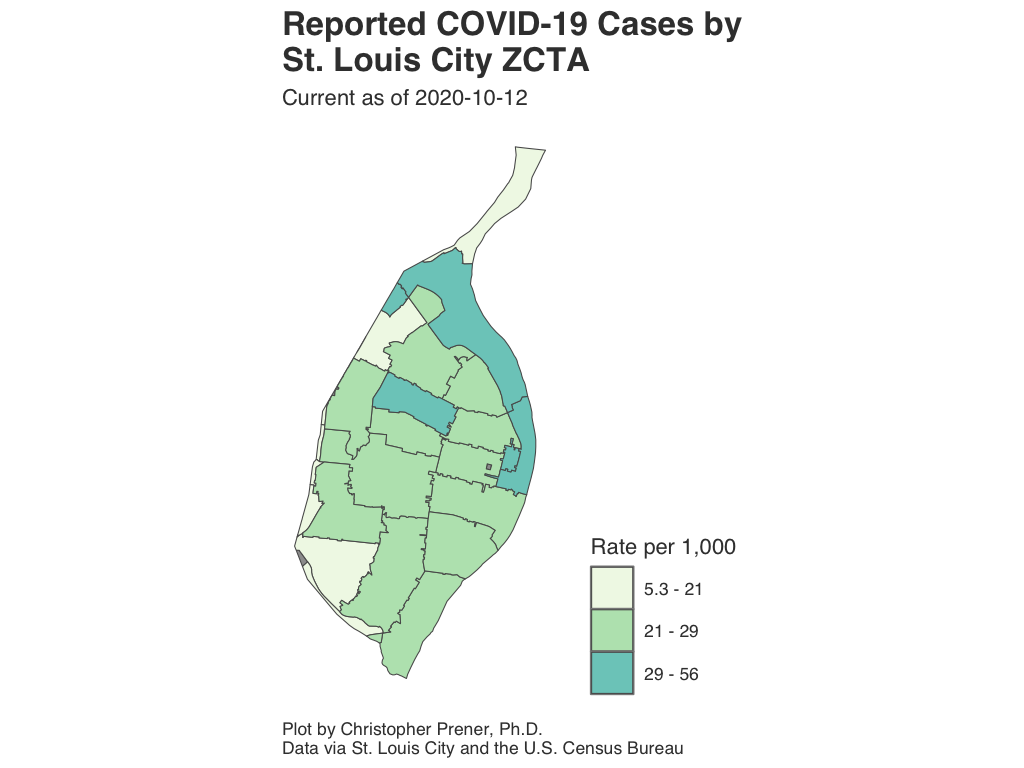 Reported COVID-19 Cases by
St. Louis City ZCTA
Current as of 2020-10-12
Rate per 1,000
5.3 - 21
21 - 29
29 - 56
Plot by Christopher Prener, Ph.D.
Data via St. Louis City and the U.S. Census Bureau